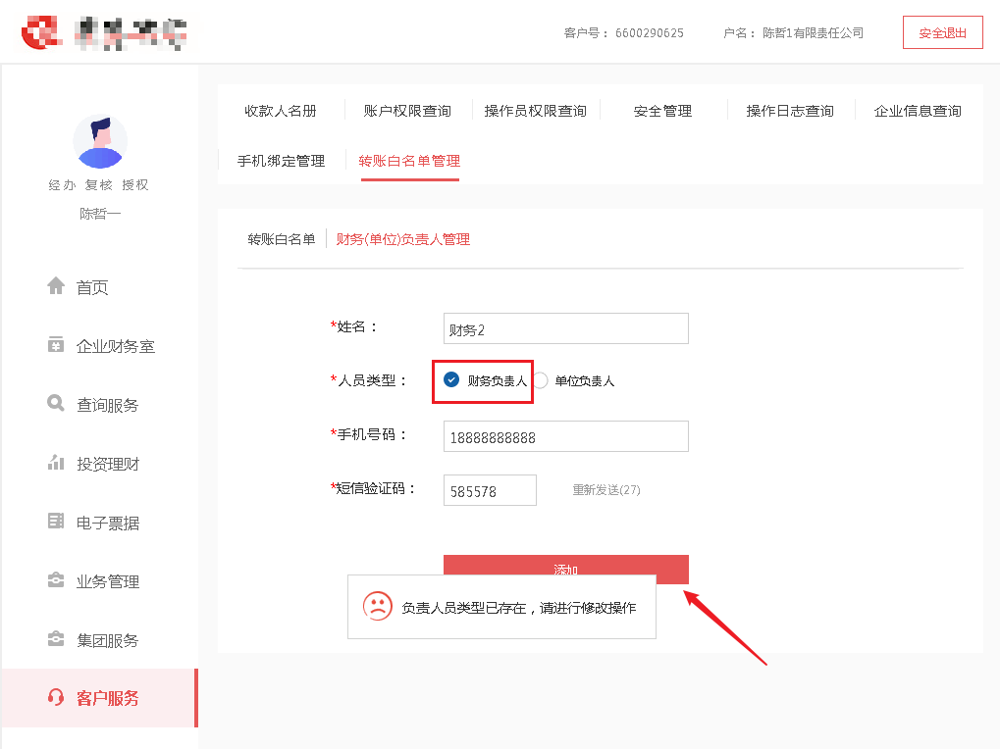 客户号： 6600290625 户名： 陈哲1有限责任公司 安全退出
收款人名册 账户权限查询 操作员权限查询 安全管理 操作日志查询 企业信息查询
手机绑定管理 转账白名单管理
经办 复核 授权
陈哲一
首页
企业财务室
查询服务
投资理财
电子票据
业务管理
集团服务
客户服务
转账白名单 财务(单位)负责人管理
*姓名： 财务2
*人员类型： 财务负责人 单位负责人
*手机号码： 18888888888
*短信验证码： 585578 重新发送(27)
添加
负责人员类型已存在，请进行修改操作